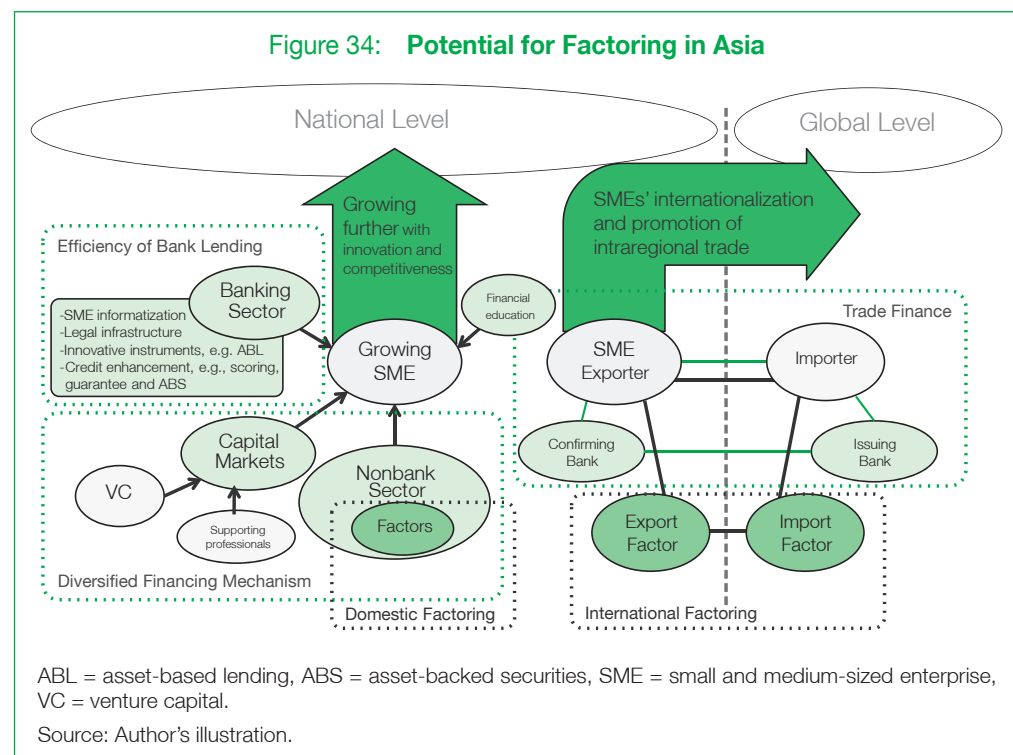 Figure 34: Potential for Factoring in Asia
National Level
Global Level
Growing
further with
innovation and
competitiveness
SMEs' internationalization
and promotion of
intraregional trade
Efficiency of Bank Lending
Banking
Sector
-SME informatization
-Legal infrastructure
-Innovative instruments, e.g. ABL
-Credit enhancement, e.g., scoring,
guarantee and ABS
Financial
education
Growing
SME
Trade Finance
SME
Exporter
Importer
Capital
Markets
Confirming
Bank
Issuing
Bank
VC
Nonbank
Sector
Supporting
professionals
Factors
Export
Factor
Import
Factor
Diversified Financing Mechanism
Domestic Factoring
International Factoring
ABL = asset-based lending, ABS = asset-backed securities, SME = small and medium-sized enterprise,
VC = venture capital.
Source: Author's illustration.